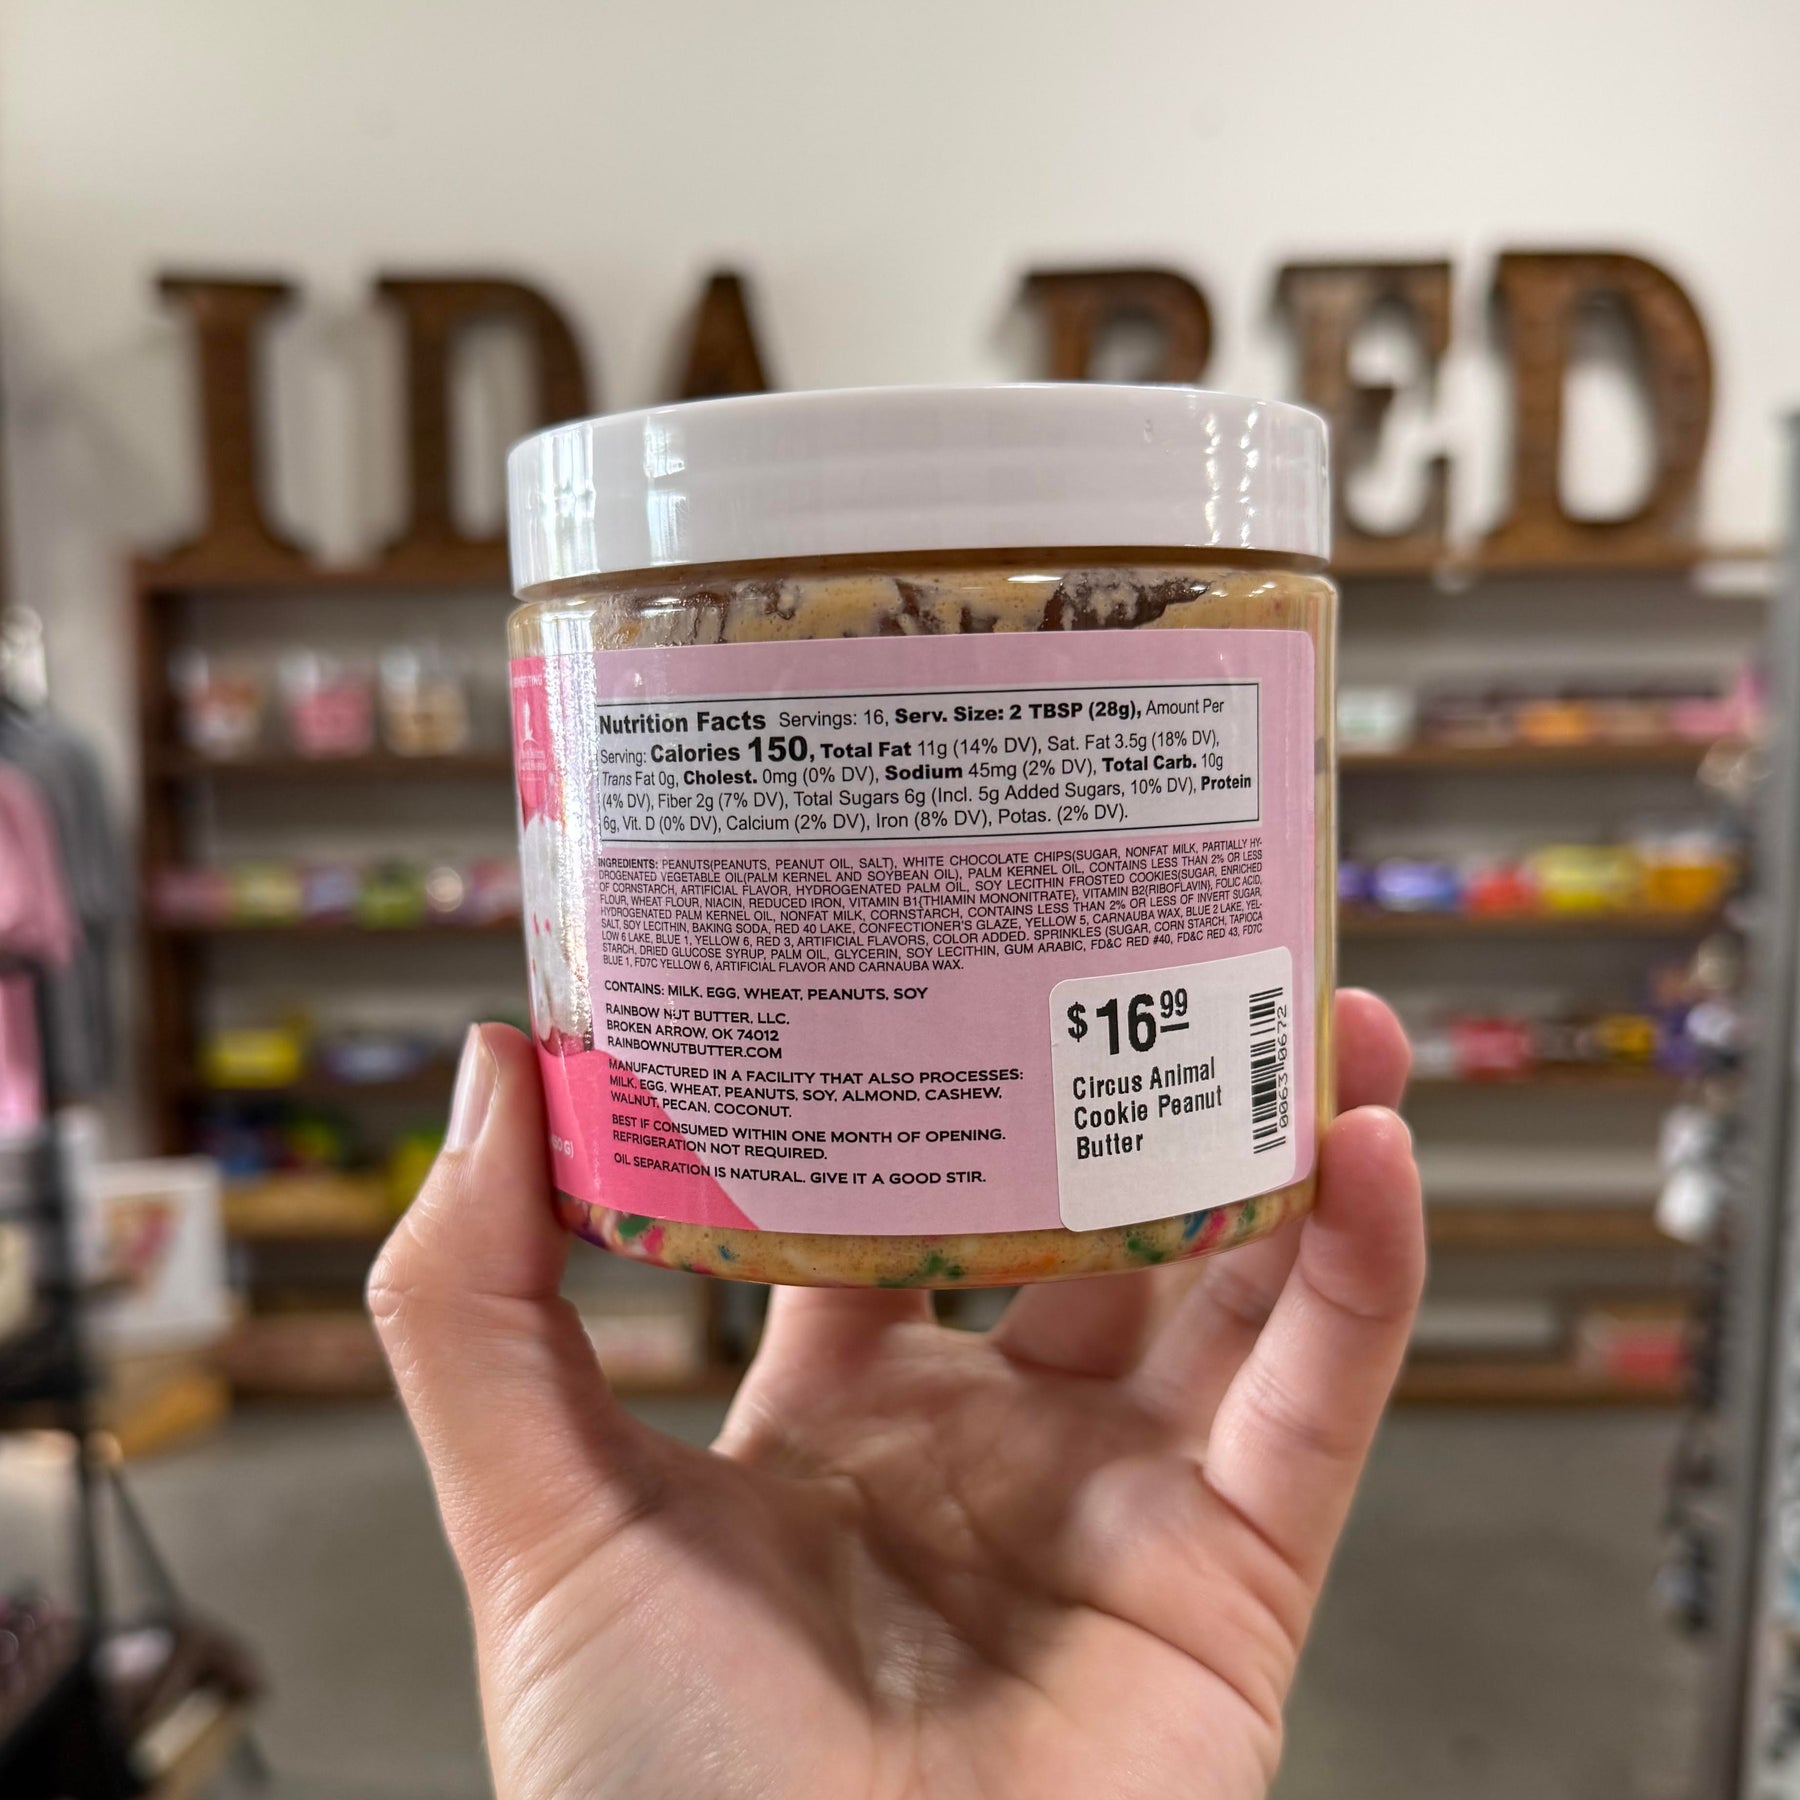 IDA RED
Nutrition Facts Servings: 16, Serv. Size: 2 TBSP (28g), Amount Per
Serving: Calories 150, Total Fat 11g (14% DV), Sat. Fat 3.5g (18% DV),
Trans Fat 0g, Cholest. 0mg (0% DV), Sodium 45mg (2% DV), Total Carb. 10g
(4% DV), Fiber 2g (7% DV), Total Sugars 6g (Incl. 5g Added Sugars, 10% DV), Protein
6g, Vit. D (0% DV), Calcium (2% DV), Iron (8% DV), Potas. (2% DV).
INGREDIENTS: PEANUTS(PEANUTS, PEANUT OIL, SALT), WHITE CHOCOLATE CHIPS(SUGAR, NONFAT MILK, PARTIALLY HY-
DROGENATED VEGETABLE OIL(PALM KERNEL AND SOYBEAN OIL), PALM KERNEL OIL, CONTAINS LESS THAN 2% OR LESS
OF CORNSTARCH, ARTIFICIAL FLAVOR, HYDROGENATED PALM OIL, SOY LECITHIN FROSTED COOKIES(SUGAR, ENRICHED
FLOUR, WHEAT FLOUR, NIACIN, REDUCED IRON, VITAMIN B1{THIAMIN MONONITRATE}, VITAMIN B2{RIBOFLAVIN}, FOLIC ACID,
HYDROGENATED PALM KERNEL OIL, NONFAT MILK, CORNSTARCH, CONTAINS LESS THAN 2% OR LESS OF INVERT SUGAR,
SALT, SOY LECITHIN, BAKING SODA, RED 40 LAKE, CONFECTIONER'S GLAZE, YELLOW 5, CARNAUBA WAX, BLUE 2 LAKE, YEL-
LOW 6 LAKE, BLUE 1, YELLOW 6, RED 3, ARTIFICIAL FLAVORS, COLOR ADDED. SPRINKLES (SUGAR, CORN STARCH, TAPIOCA
STARCH, DRIED GLUCOSE SYRUP, PALM OIL, GLYCERIN, SOY LECITHIN, GUM ARABIC, FD&C RED #40, FD&C RED 43, FD7C
BLUE 1, FD7C YELLOW 6, ARTIFICIAL FLAVOR AND CARNAUBA WAX.
CONTAINS: MILK, EGG, WHEAT, PEANUTS, SOY
RAINBOW NUT BUTTER, LLC.
BROKEN ARROW, OK 74012
RAINBOWNUTBUTTER.COM
MANUFACTURED IN A FACILITY THAT ALSO PROCESSES:
MILK, EGG, WHEAT, PEANUTS, SOY, ALMOND, CASHEW,
WALNUT, PECAN, COCONUT.
BEST IF CONSUMED WITHIN ONE MONTH OF OPENING.
REFRIGERATION NOT REQUIRED.
OIL SEPARATION IS NATURAL. GIVE IT A GOOD STIR.
$16.99
Circus Animal
Cookie Peanut
Butter
00630672